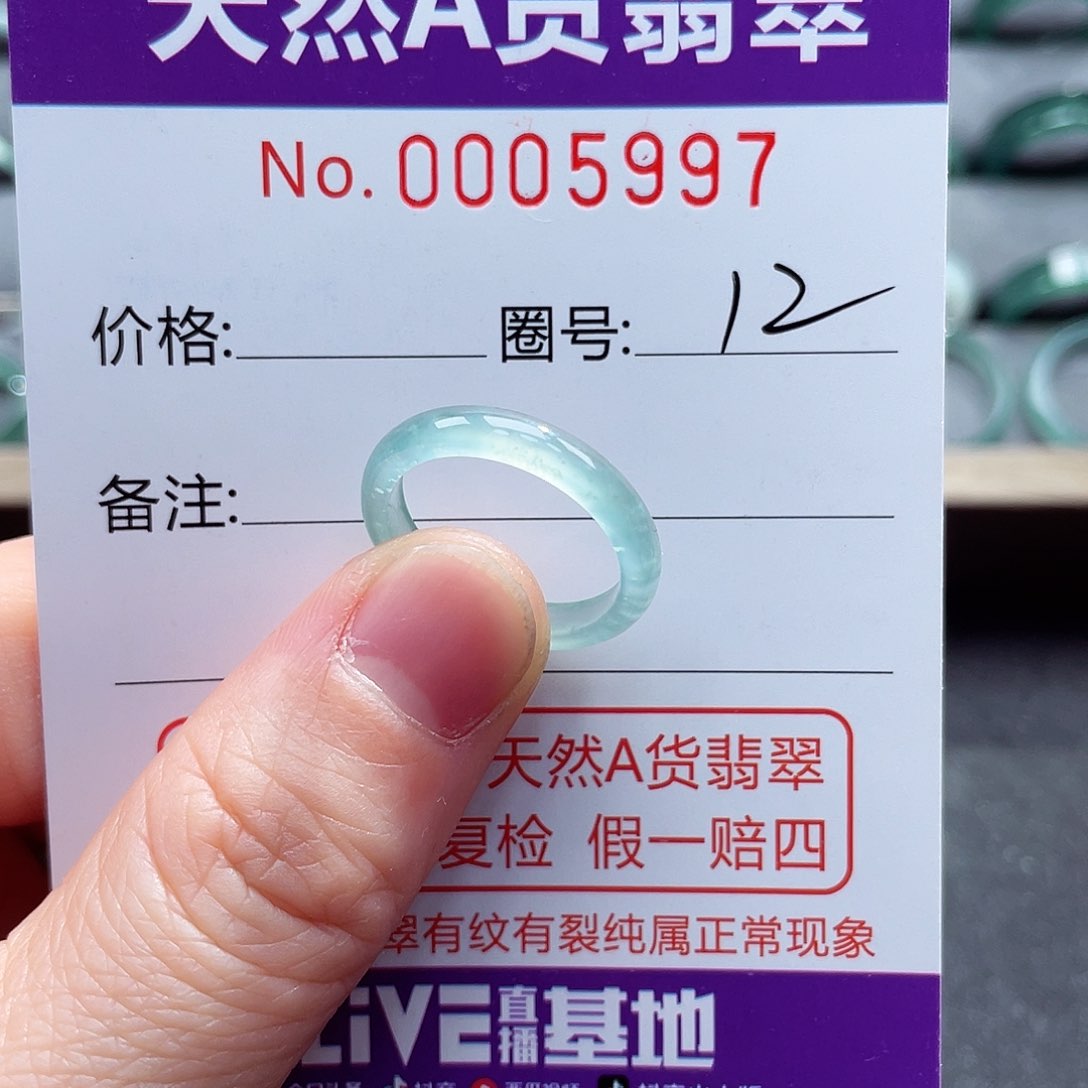 天然A货翡翠
No. 0005997
价格: 圈号: 12
备注:
天然A货翡翠
复检 假一赔四
翠有纹有裂纯属正常现象
LiVE直播基地